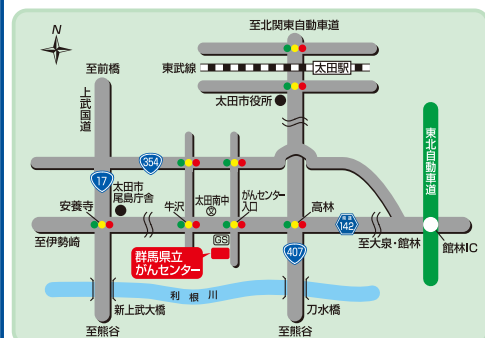 至北関東自動車道
N
至前橋
東武線
太田駅
上武国道
太田市役所
354
17
太田市
尾島庁舎
安養寺
牛沢
太田南中
文
がんセンター
入口
高林
県道
142
東北自動車道
至伊勢崎
GS
至大泉・館林
館林IC
群馬県立
がんセンター
407
利根川
新上武大橋
刀水橋
至熊谷
至熊谷